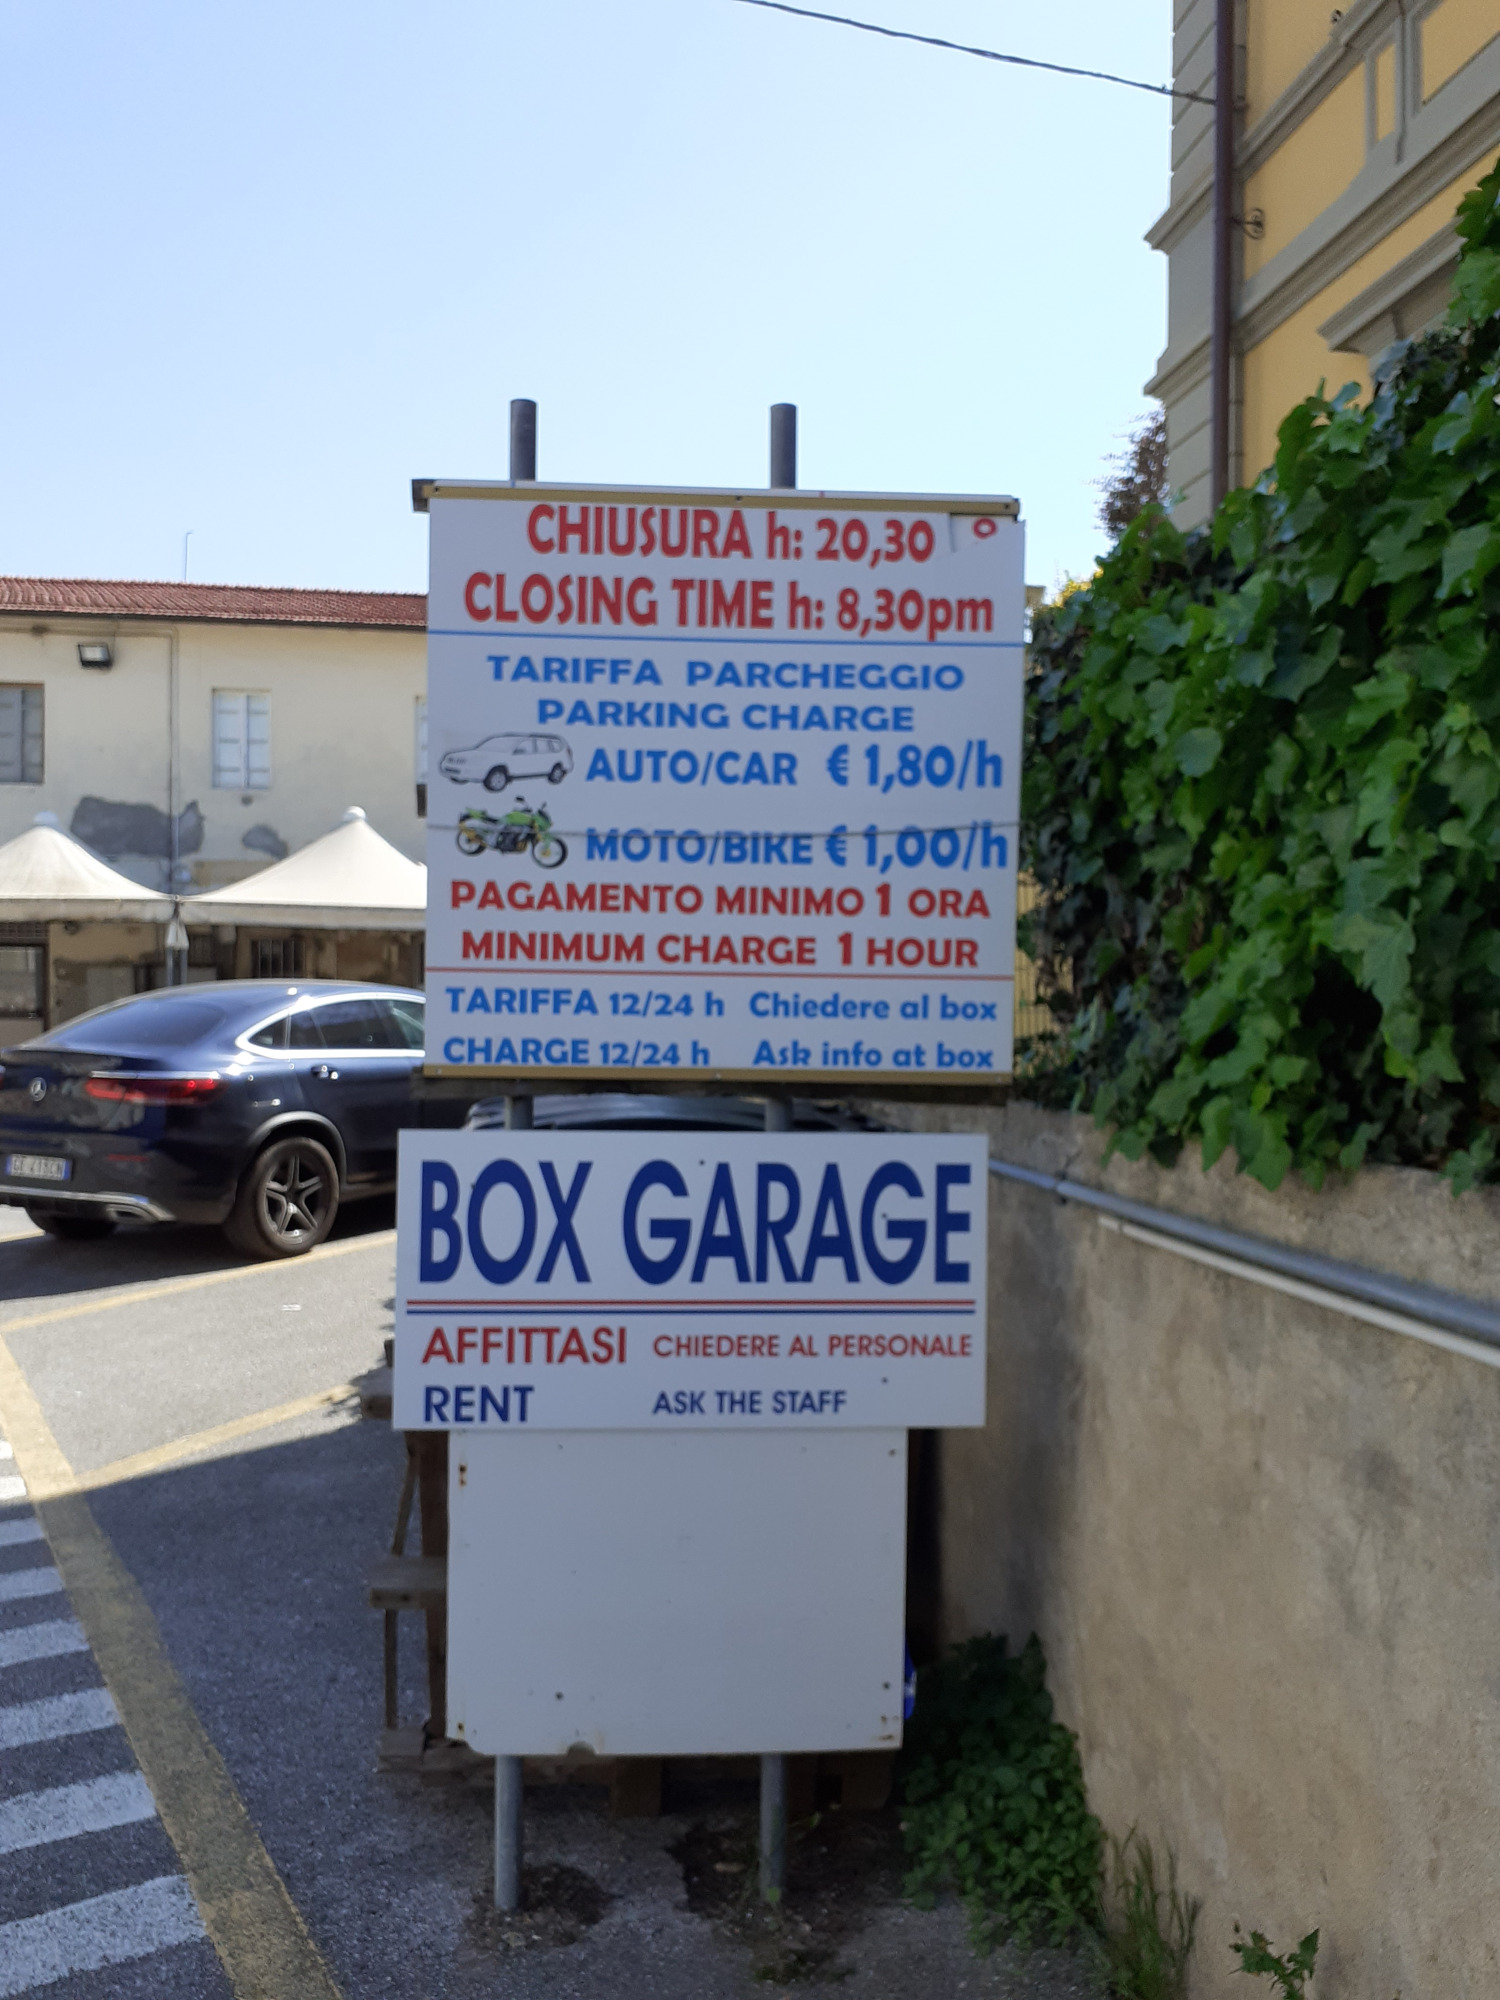 CHIUSURA h: 20,30 O
CLOSING TIME h: 8,30pm
TARIFFA PARCHEGGIO
PARKING CHARGE
AUTO/CAR € 1,80/h
MOTO/BIKE € 1,00/h
PAGAMENTO MINIMO 1 ORA
MINIMUM CHARGE 1 HOUR
TARIFFA 12/24 h Chiedere al box
CHARGE 12/24 h Ask info at box
BOX GARAGE
AFFITTASI CHIEDERE AL PERSONALE
RENT ASK THE STAFF